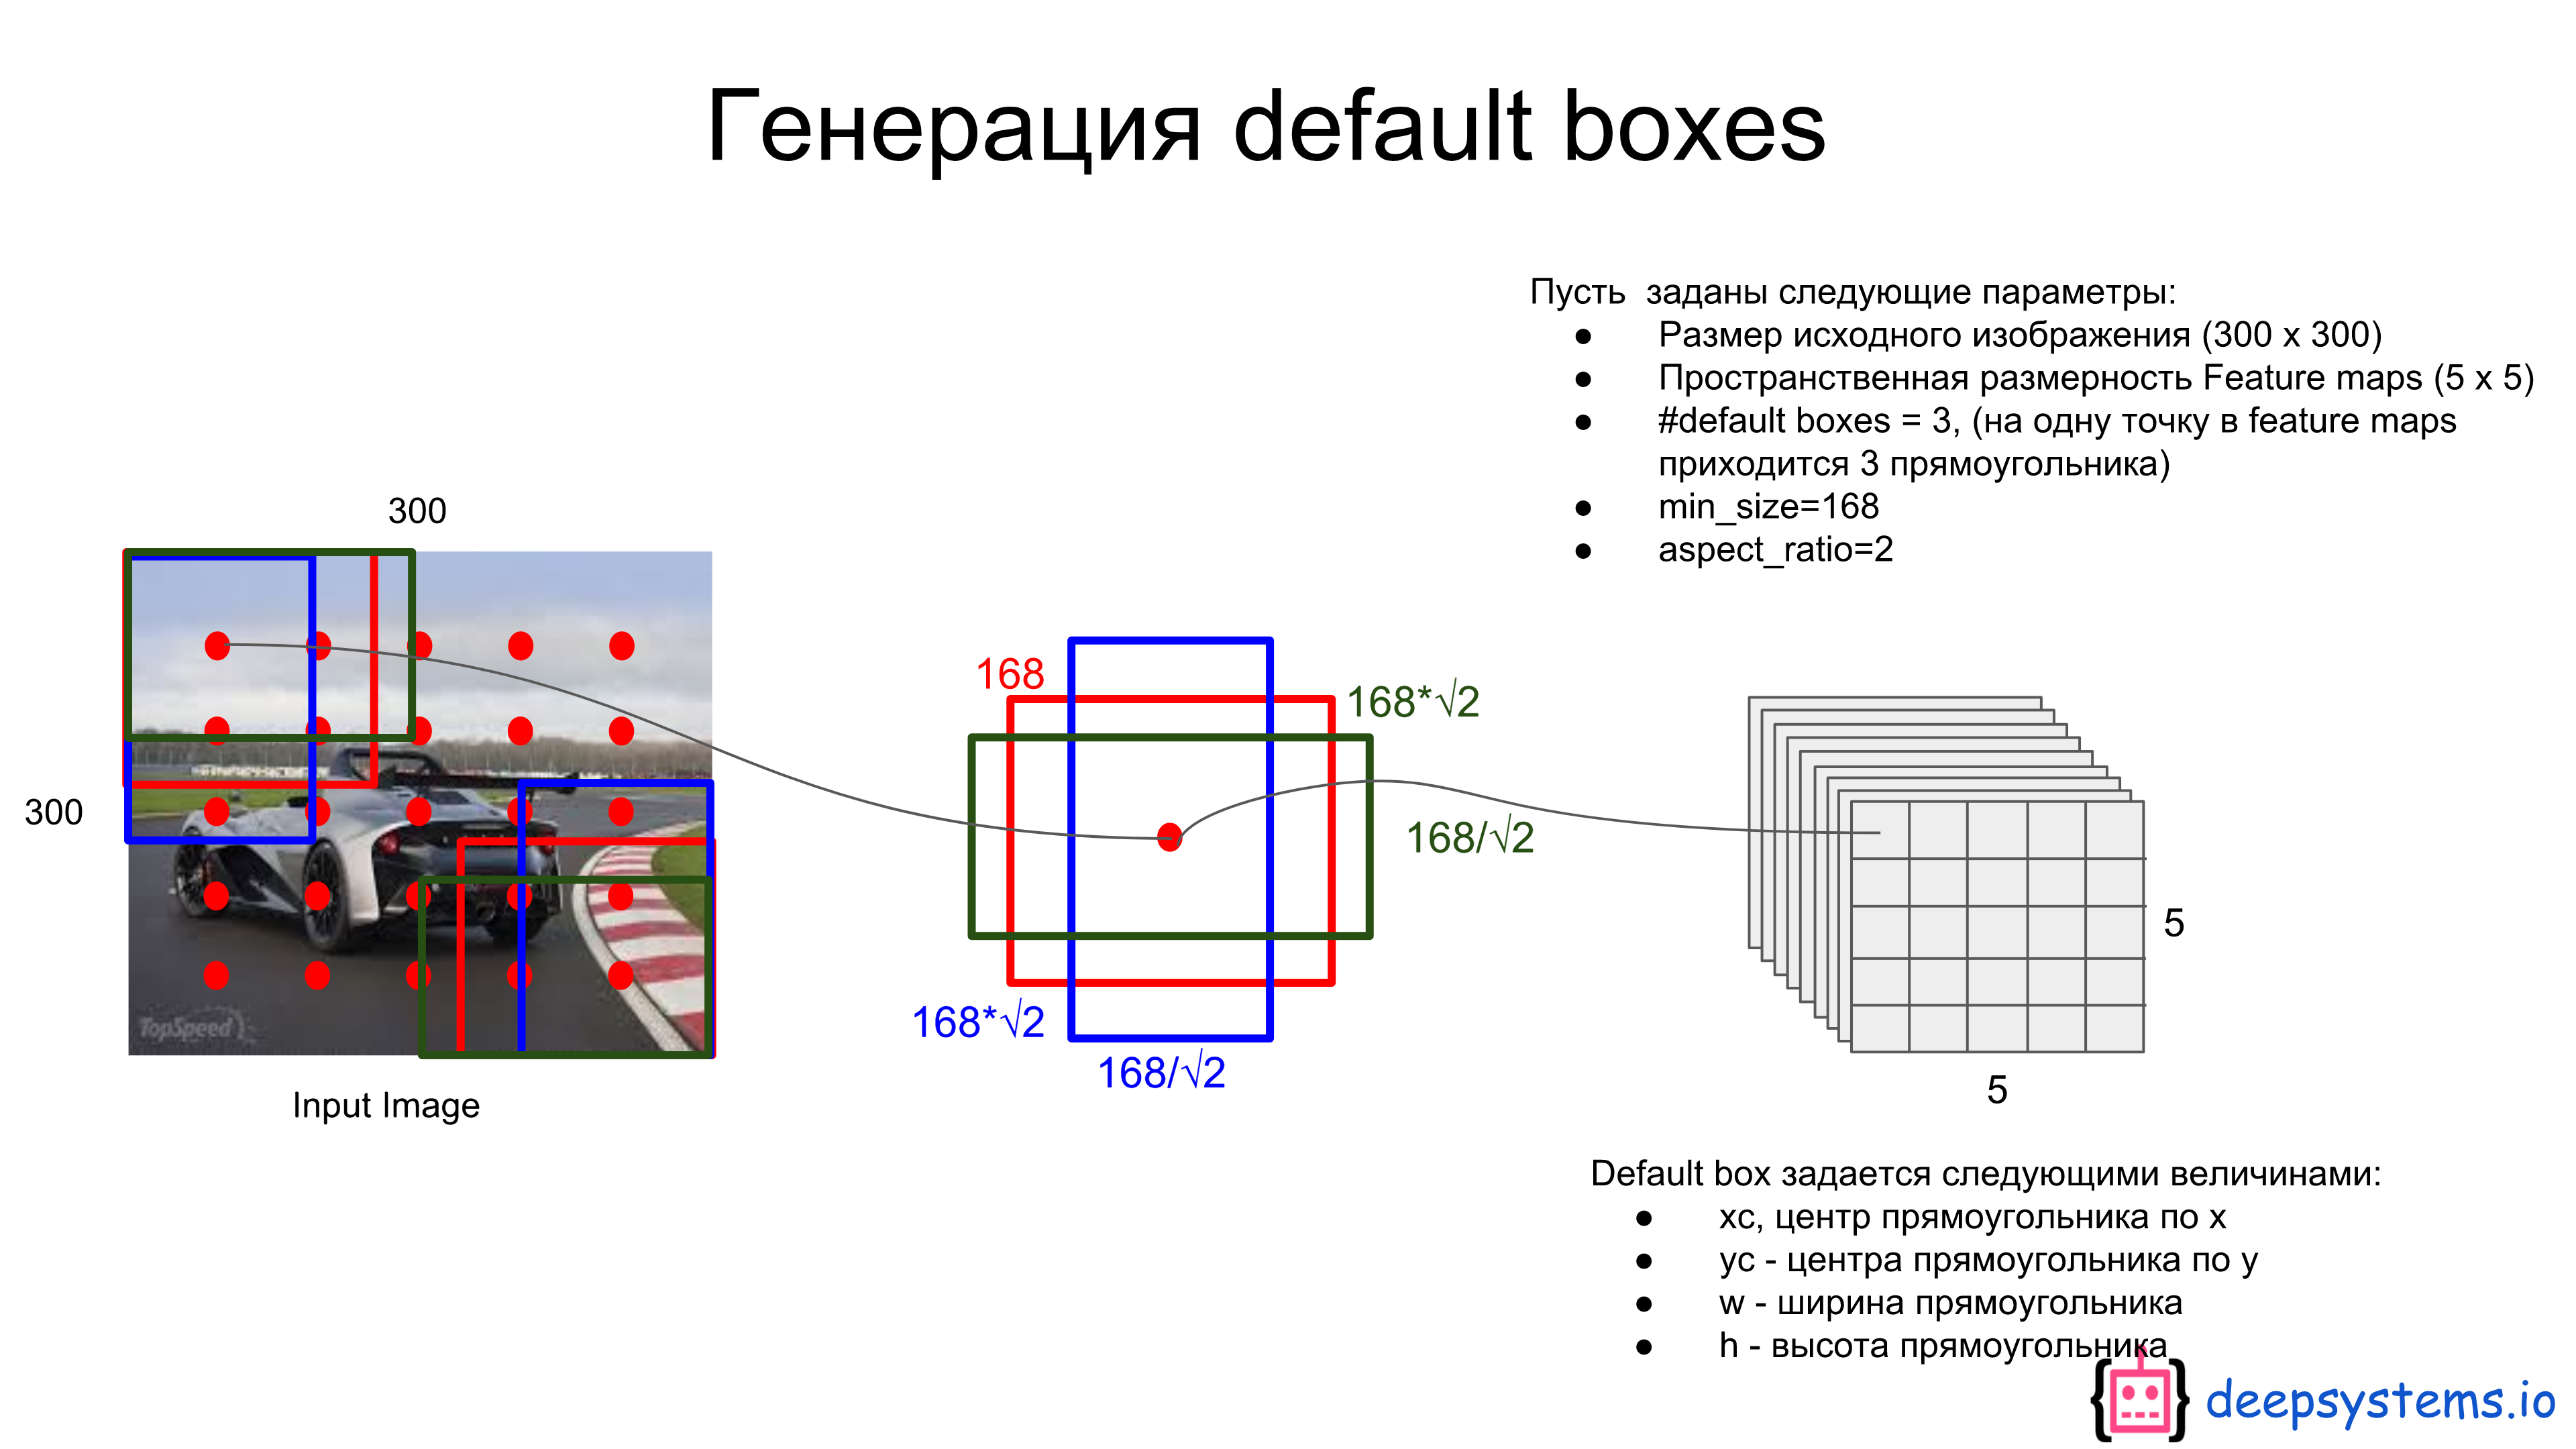 Генерация default boxes
Пусть  заданы следующие параметры:
● Размер исходного изображения (300 x 300)
● Пространственная размерность Feature maps (5 x 5)
● #default boxes = 3, (на одну точку в feature maps
приходится 3 прямоугольника)
● min_size=168
● aspect_ratio=2
300
300
TopSpeed
Input Image
168
168*√2
168/√2
168*√2
168/√2
5
5
Default box задается следующими величинами:
● xc, центр прямоугольника по x
● yc - центра прямоугольника по y
● w - ширина прямоугольника
● h - высота прямоугольника
deepsystems.io